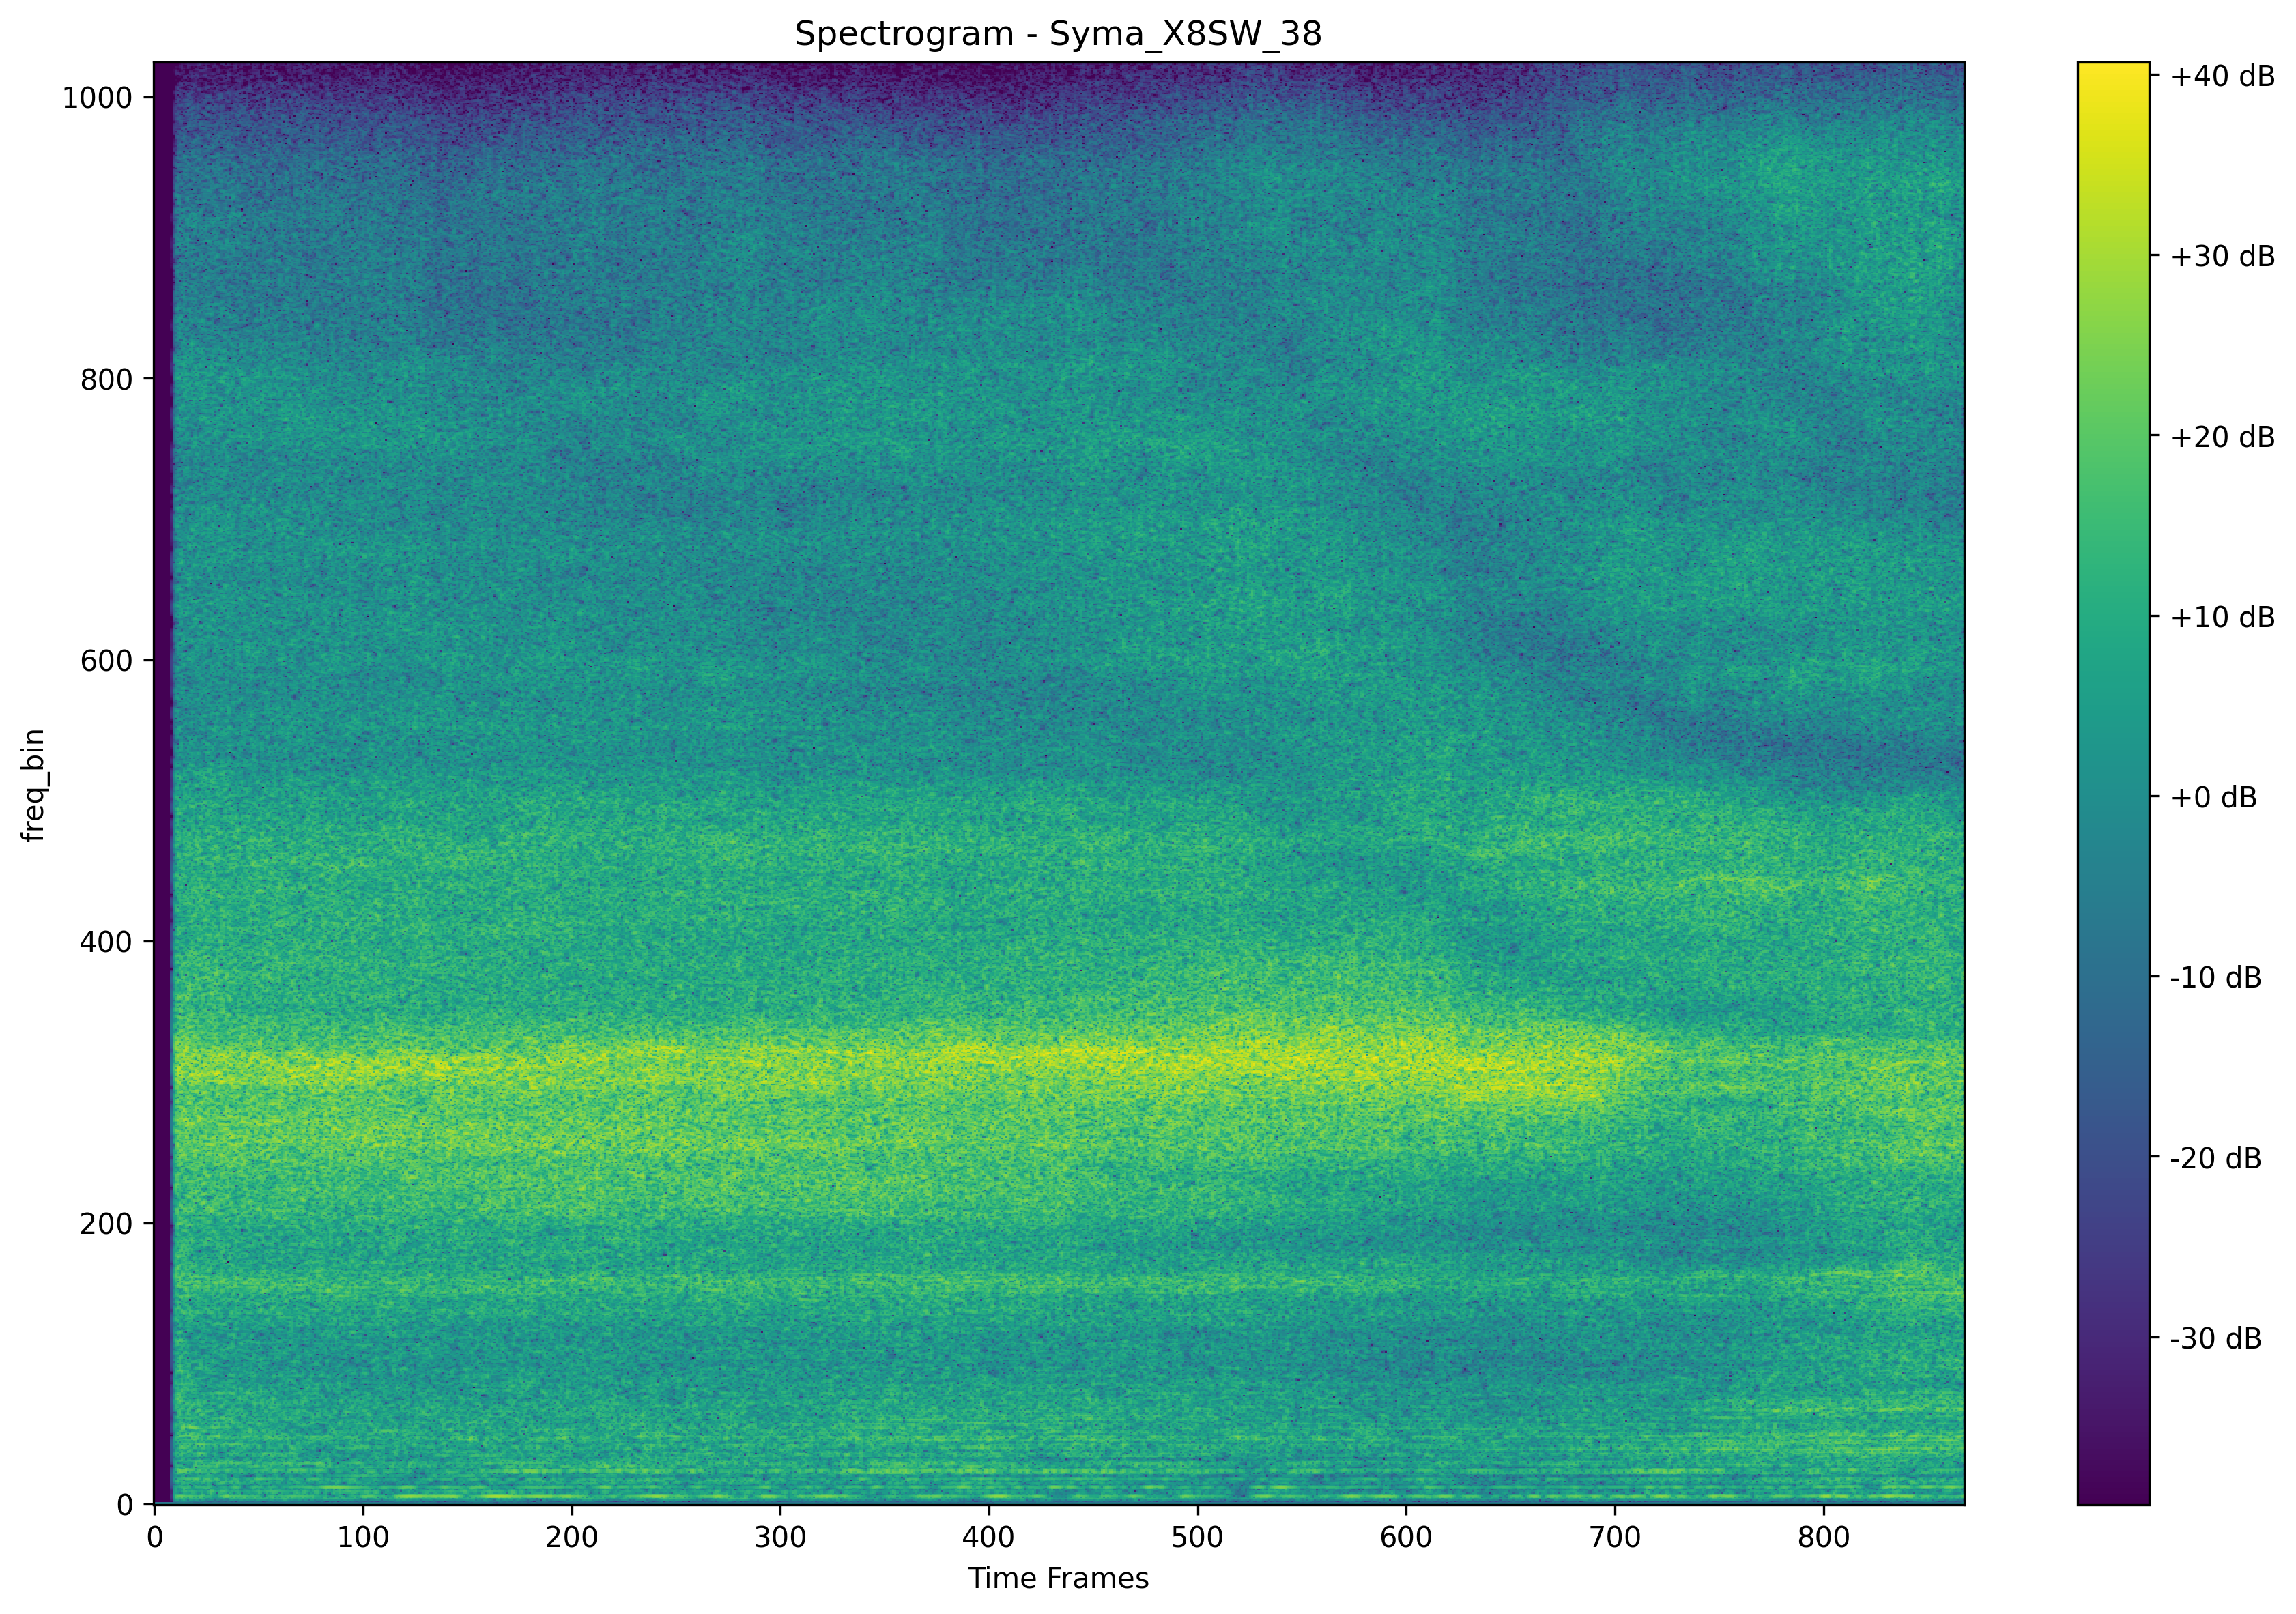 Spectrogram - Syma_X8SW_38
freq_bin
1000
800
600
400
200
0
0 100 200 300 400 500 600 700 800
Time Frames
+40 dB
+30 dB
+20 dB
+10 dB
+0 dB
-10 dB
-20 dB
-30 dB